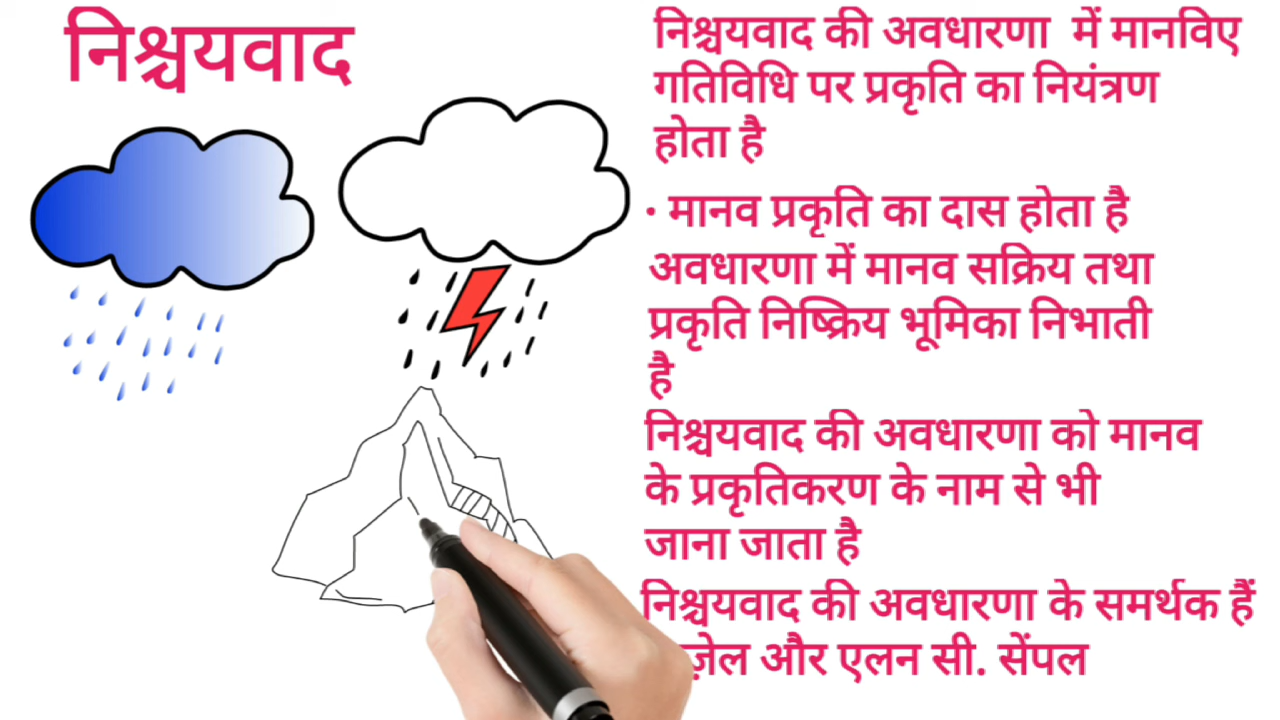 निश्चयवाद
निश्चयवाद की अवधारणा में मानविए
गतिविधि पर प्रकृति का नियंत्रण
होता है
· मानव प्रकृति का दास होता है
अवधारणा में मानव सक्रिय तथा
प्रकृति निष्क्रिय भूमिका निभाती
है
निश्चयवाद की अवधारणा को मानव
के प्रकृतिकरण के नाम से भी
जाना जाता है
निश्चयवाद की अवधारणा के समर्थक हैं
और एलन सी. सेंपल